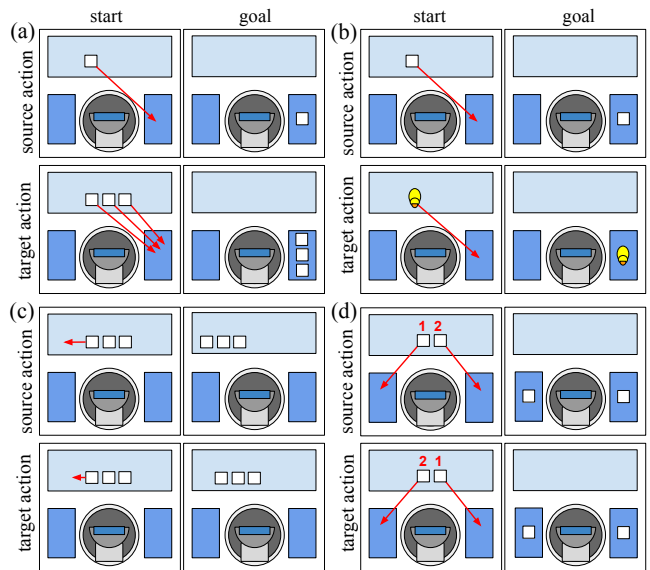 start goal start goal
(a) (b)
source action source action
target action target action
(c) (d)
source action source action
1 2
target action target action
2 1